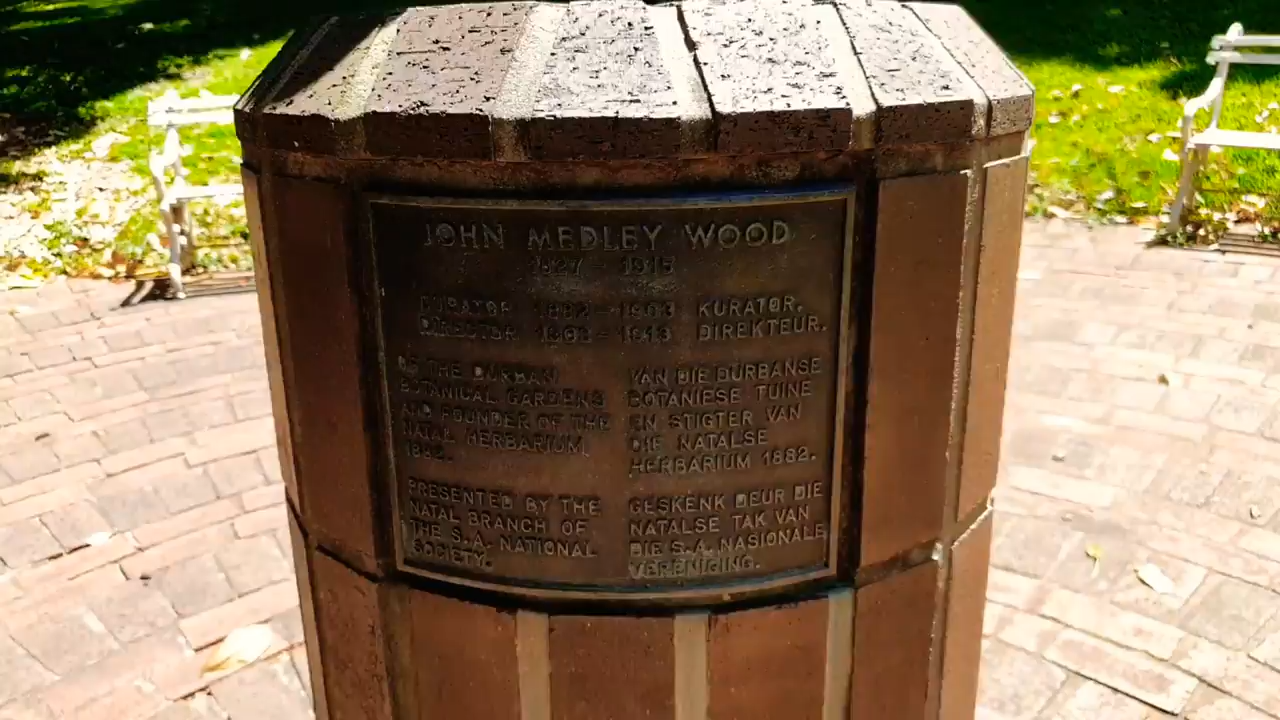 JOHN MEDLEY WOOD
1827 - 1915
CURATOR 1882 - 1903 KURATOR.
DIRECTOR 1903 - 1913 DIREKTEUR.
OF THE DURBAN
BOTANICAL GARDENS
AND FOUNDER OF THE
NATAL HERBARIUM,
1882.
VAN DIE DURBANSE
BOTANIESE TUINE
EN STIGTER VAN
DIE NATALSE
HERBARIUM 1882.
PRESENTED BY THE
NATAL BRANCH OF
THE S.A. NATIONAL
SOCIETY.
GESKENK DEUR DIE
NATALSE TAK VAN
DIE S.A. NASIONALE
VERENIGING.